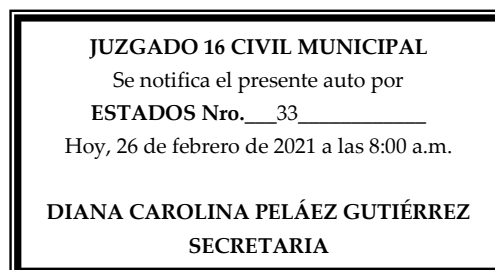 JUZGADO 16 CIVIL MUNICIPAL
Se notifica el presente auto por
ESTADOS Nro.___33____________
Hoy, 26 de febrero de 2021 a las 8:00 a.m.
DIANA CAROLINA PELÁEZ GUTIÉRREZ
SECRETARIA